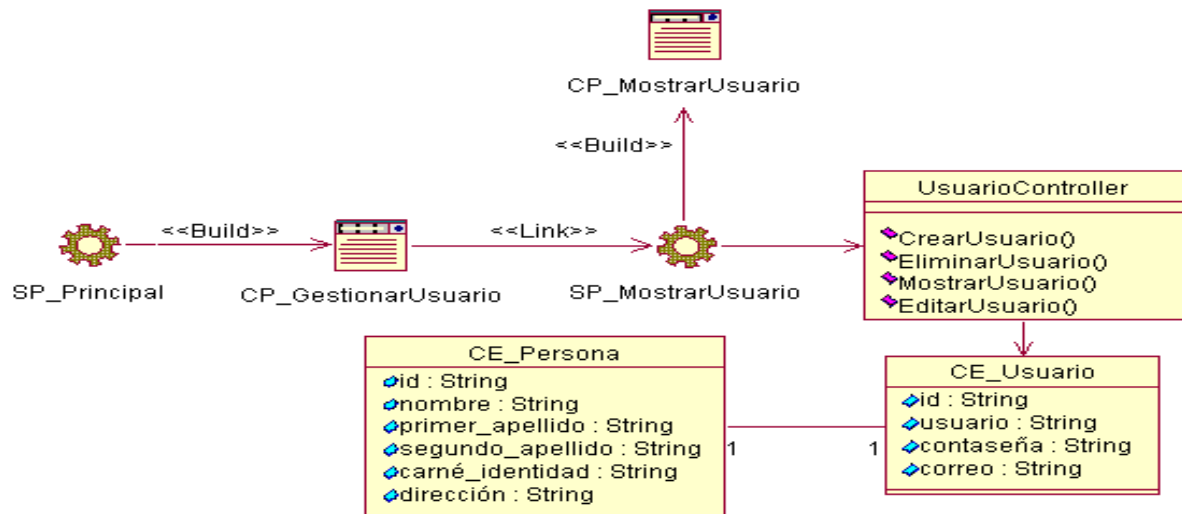 CP_MostrarUsuario
<<Build>>
UsuarioController
<<Build>>
<<Link>>
CrearUsuario()
EliminarUsuario()
MostrarUsuario()
EditarUsuario()
SP_Principal
CP_GestionarUsuario
SP_MostrarUsuario
CE_Persona
id : String
nombre : String
primer_apellido : String
segundo_apellido : String
carné_identidad : String
dirección : String
1
1
CE_Usuario
id : String
usuario : String
contaseña : String
correo : String